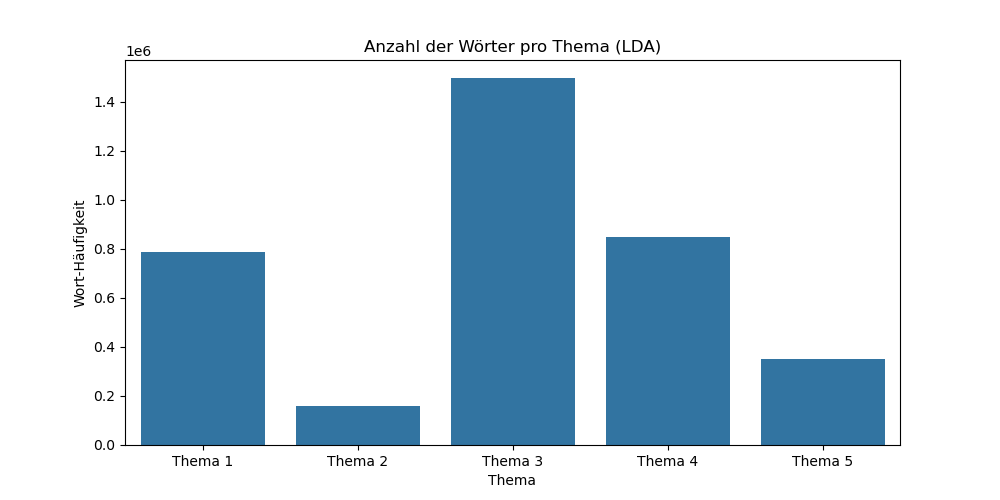 Anzahl der Wörter pro Thema (LDA)
1e6
1.4
1.2
1.0
0.8
0.6
0.4
0.2
0.0
Wort-Häufigkeit
Thema 1 Thema 2 Thema 3 Thema 4 Thema 5
Thema